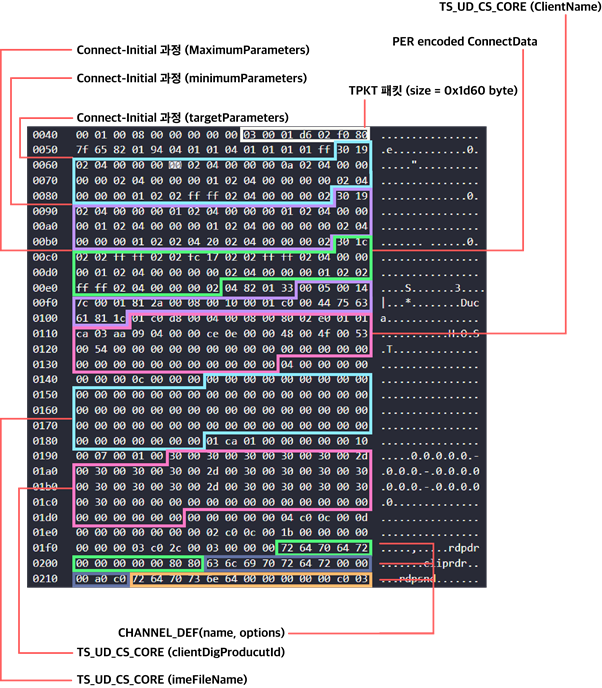 TS_UD_CS_CORE (ClientName)
Connect-Initial 과정 (MaximumParameters)
PER encoded ConnectData
Connect-Initial 과정 (minimumParameters)
TPKT 패킷 (size = 0x1d60 byte)
Connect-Initial 과정 (targetParameters)
0040 00 01 00 08 00 00 00 00 00 03 00 01 d6 02 f0 80 ................
0050 7f 65 82 01 94 04 01 01 04 01 01 01 01 ff 30 19 .e............0.
0060 02 04 00 00 00 00 02 04 00 00 00 0a 02 04 00 00 ......."........
0070 00 00 02 04 00 00 00 01 02 04 00 00 00 00 02 04 ................
0080 00 00 00 01 02 02 ff ff 02 04 00 00 00 02 30 19 ..............0.
0090 02 04 00 00 00 01 02 04 00 00 00 01 02 04 00 00 ................
00a0 00 01 02 04 00 00 00 01 02 04 00 00 00 00 02 04 ................
00b0 00 00 00 01 02 02 04 20 02 04 00 00 00 02 30 1c ..............0.
00c0 02 02 ff ff 02 02 fc 17 02 02 ff ff 02 04 00 00 ................
00d0 00 01 02 04 00 00 00 00 02 04 00 00 00 01 02 02 ................
00e0 ff ff 02 04 00 00 00 02 04 82 01 33 00 05 00 14 ......S....3....
00f0 7c 00 01 81 2a 00 08 00 10 00 01 c0 00 44 75 63 |...*........Duc
0100 61 81 1c 01 c0 d8 00 04 00 08 00 80 02 e0 01 01 a...............
0110 ca 03 aa 09 04 00 00 ce 0e 00 00 48 00 4f 00 53 ...........H.O.S
0120 00 54 00 00 00 00 00 00 00 00 00 00 00 00 00 00 .T..............
0130 00 00 00 00 00 00 00 00 00 00 00 04 00 00 00 00 ................
0140 00 00 00 0c 00 00 00 00 00 00 00 00 00 00 00 00 ................
0150 00 00 00 00 00 00 00 00 00 00 00 00 00 00 00 00 ................
0160 00 00 00 00 00 00 00 00 00 00 00 00 00 00 00 00 ................
0170 00 00 00 00 00 00 00 00 00 00 00 00 00 00 00 00 ................
0180 00 00 00 00 00 00 00 01 ca 01 00 00 00 00 00 10 ................
0190 00 07 00 01 00 30 00 30 00 30 00 30 00 30 00 2d .....0.0.0.0.0.-
01a0 00 30 00 30 00 30 00 2d 00 30 00 30 00 30 00 30 .0.0.0.-.0.0.0.0
01b0 00 30 00 30 00 30 00 2d 00 30 00 30 00 30 00 30 .0.0.0.-.0.0.0.0
01c0 00 30 00 00 00 00 00 00 00 00 00 00 00 00 00 00 .0..............
01d0 00 00 00 00 00 00 00 00 00 00 00 04 c0 0c 00 0d ................
01e0 00 00 00 00 00 00 00 02 c0 0c 00 1b 00 00 00 00 ................
01f0 00 00 00 03 c0 2c 00 03 00 00 00 72 64 70 64 72 .....,.....rdpdr
0200 00 00 00 00 00 80 80 63 6c 69 70 72 64 72 00 00 .......cliprdr..
0210 00 a0 c0 72 64 70 73 6e 64 00 00 00 00 00 c0 03 ...rdpsnd.......
CHANNEL_DEF(name, options)
TS_UD_CS_CORE (clientDigProducutId)
TS_UD_CS_CORE (imeFileName)